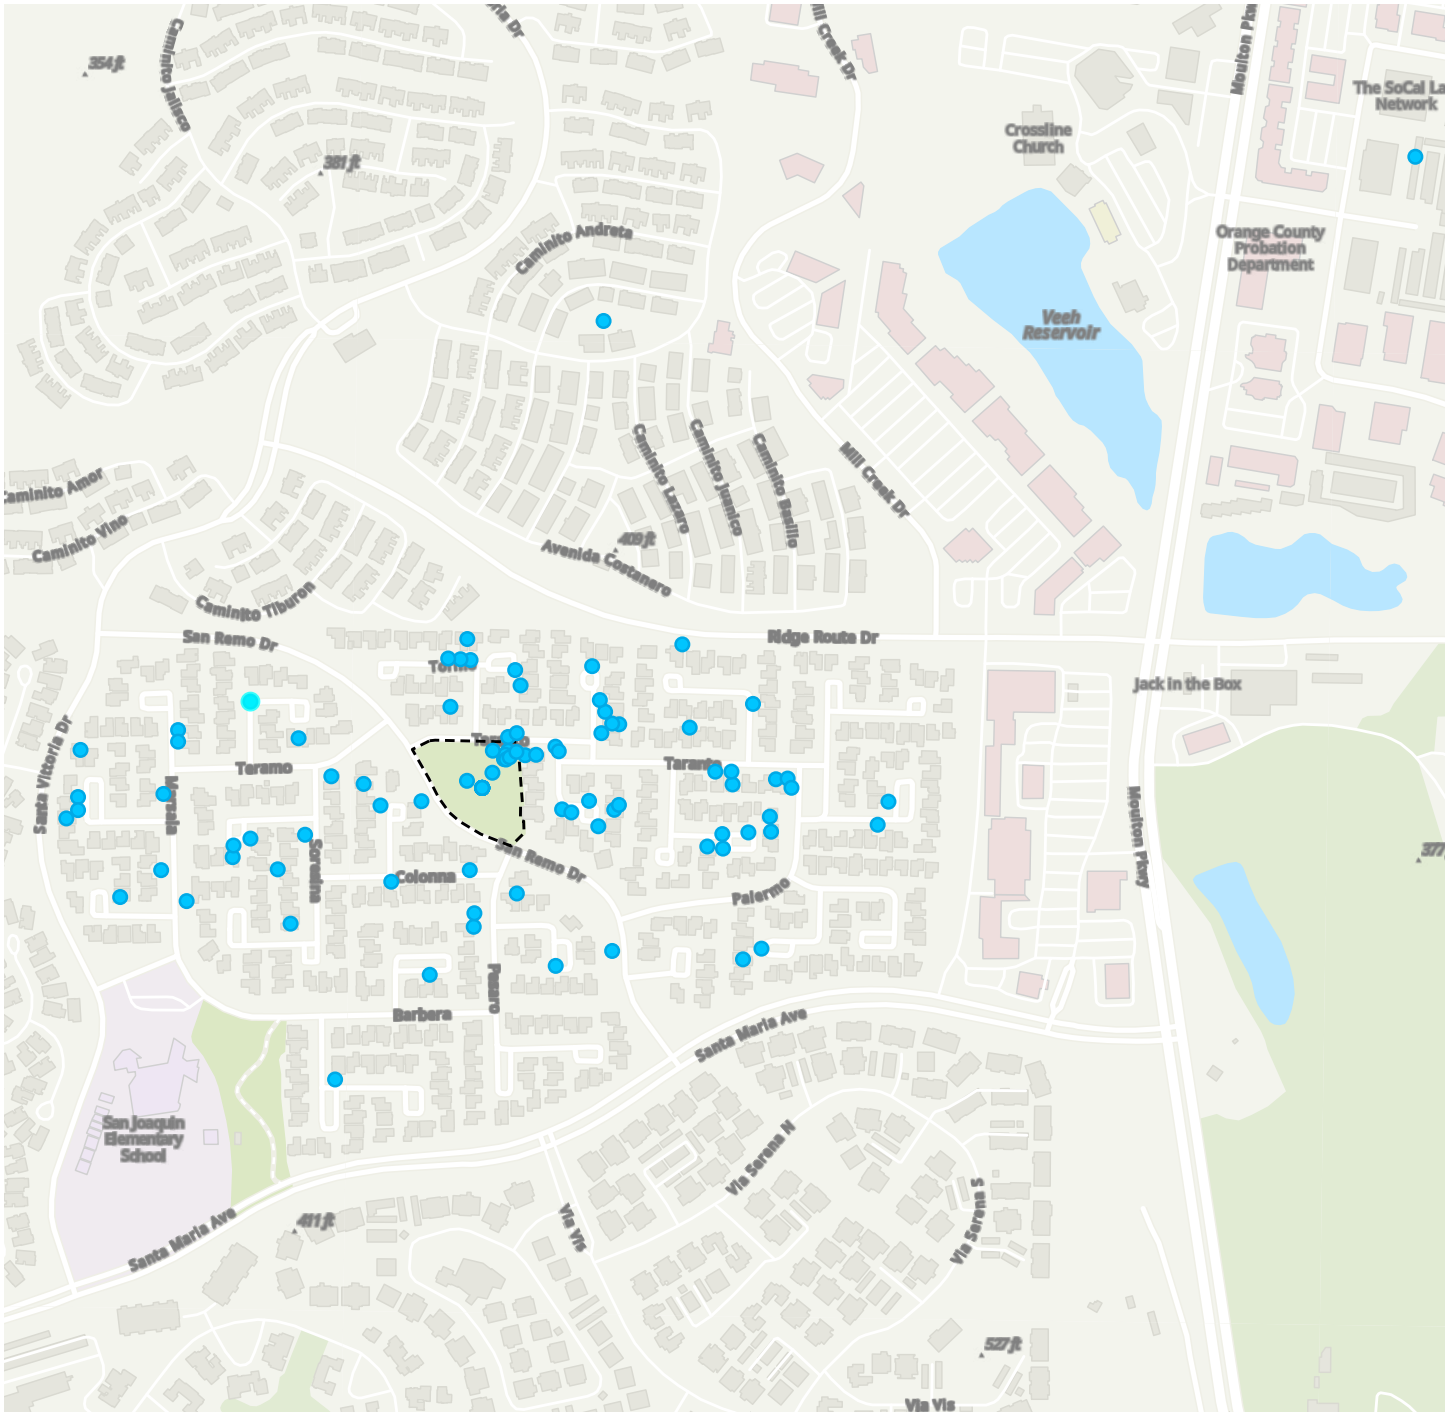 Mill Creek Dr
Moulton Pkw
Caminito Jalisco
354 ft
The SoCal La
Network
Crossline
Church
381 ft
Caminito Andreta
Orange County
Probation
Department
Veeh
Reservoir
Caminito Lazaro
Caminito Juanico
Caminito Basilio
Mill Creek Dr
Caminito Amor
Caminito Vino
409 ft
Avenida Costanero
Caminito Tiburon
San Remo Dr
Ridge Route Dr
Jack in the Box
Santa Vittoria Dr
Teramo
Taranto
Moulton Pkwy
San Remo Dr
377
Colonna
Palermo
Pesaro
Barbera
Santa Maria Ave
San Joaquin
Elementary
School
Via Serena N
Via Serena S
411 ft
Santa Maria Ave
Via Vis
527 ft
Via Vis